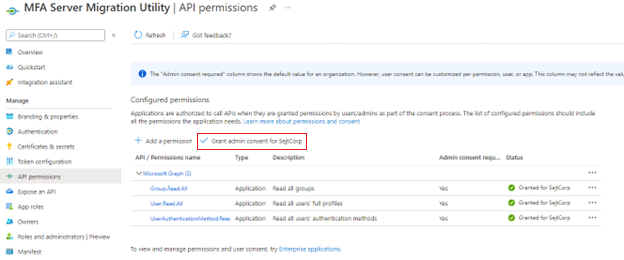 MFA Server Migration Utility | API permissions
Search (Ctrl+/)
Refresh
Got feedback?
Overview
Quickstart
Integration assistant
Manage
Branding & properties
Authentication
Certificates & secrets
Token configuration
API permissions
Expose an API
App roles
Owners
Roles and administrators | Preview
Manifest
The "Admin consent required" column shows the default value for an organization. However, user consent can be customized per permission, user, or app. This column may not reflect the value
Configured permissions
Applications are authorized to call APIs when they are granted permissions by users/admins as part of the consent process. The list of configured permissions should include
all the permissions the application needs. Learn more about permissions and consent
Add a permission
Grant admin consent for SejtCorp
API / Permissions name Type Description Admin consent requ... Status
Microsoft Graph (3)
Group.Read.All Application Read all groups Yes Granted for SejtCorp
User.Read.All Application Read all users' full profiles Yes Granted for SejtCorp
UserAuthenticationMethod.Read Application Read all users' authentication methods Yes Granted for SejtCorp
To view and manage permissions and user consent, try Enterprise applications.